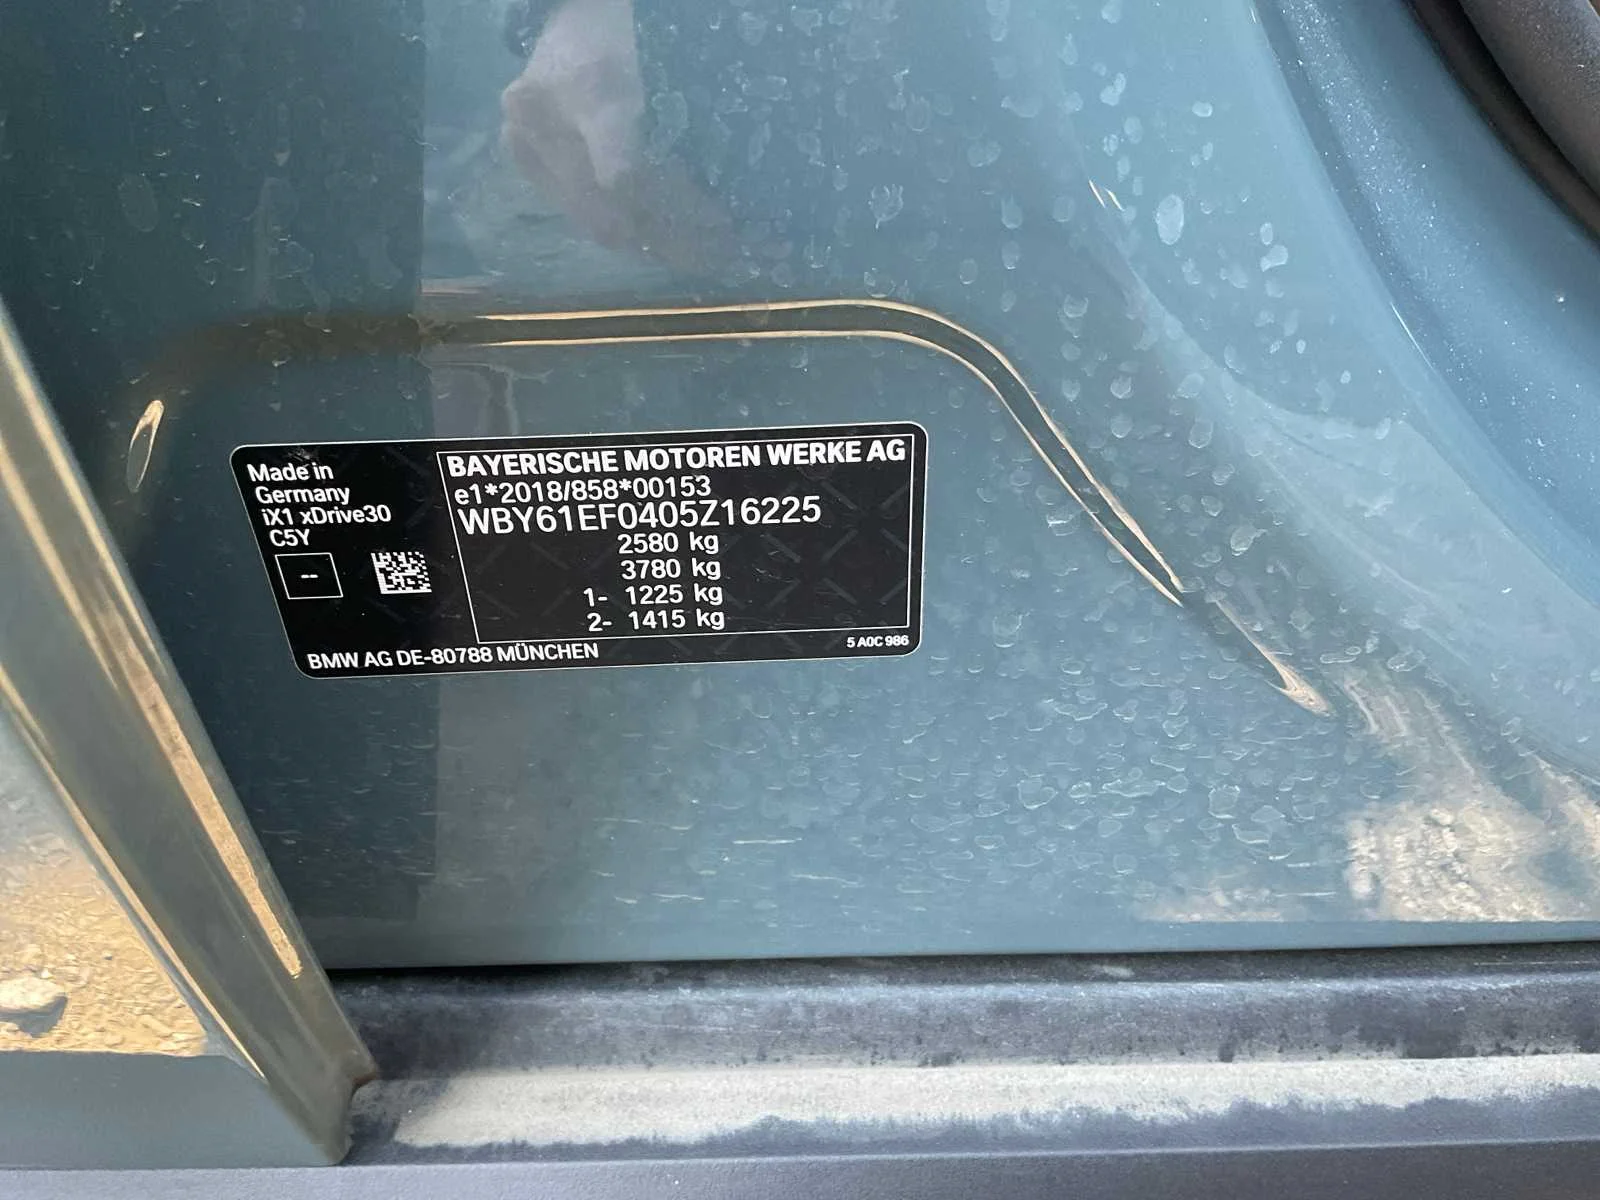 Made in
Germany
iX1 xDrive30
C5Y
--
BAYERISCHE MOTOREN WERKE AG
e1*2018/858*00153
WBY61EF0405Z16225
2580 kg
3780 kg
1- 1225 kg
2- 1415 kg
BMW AG DE-80788 MÜNCHEN
5 A0C 986